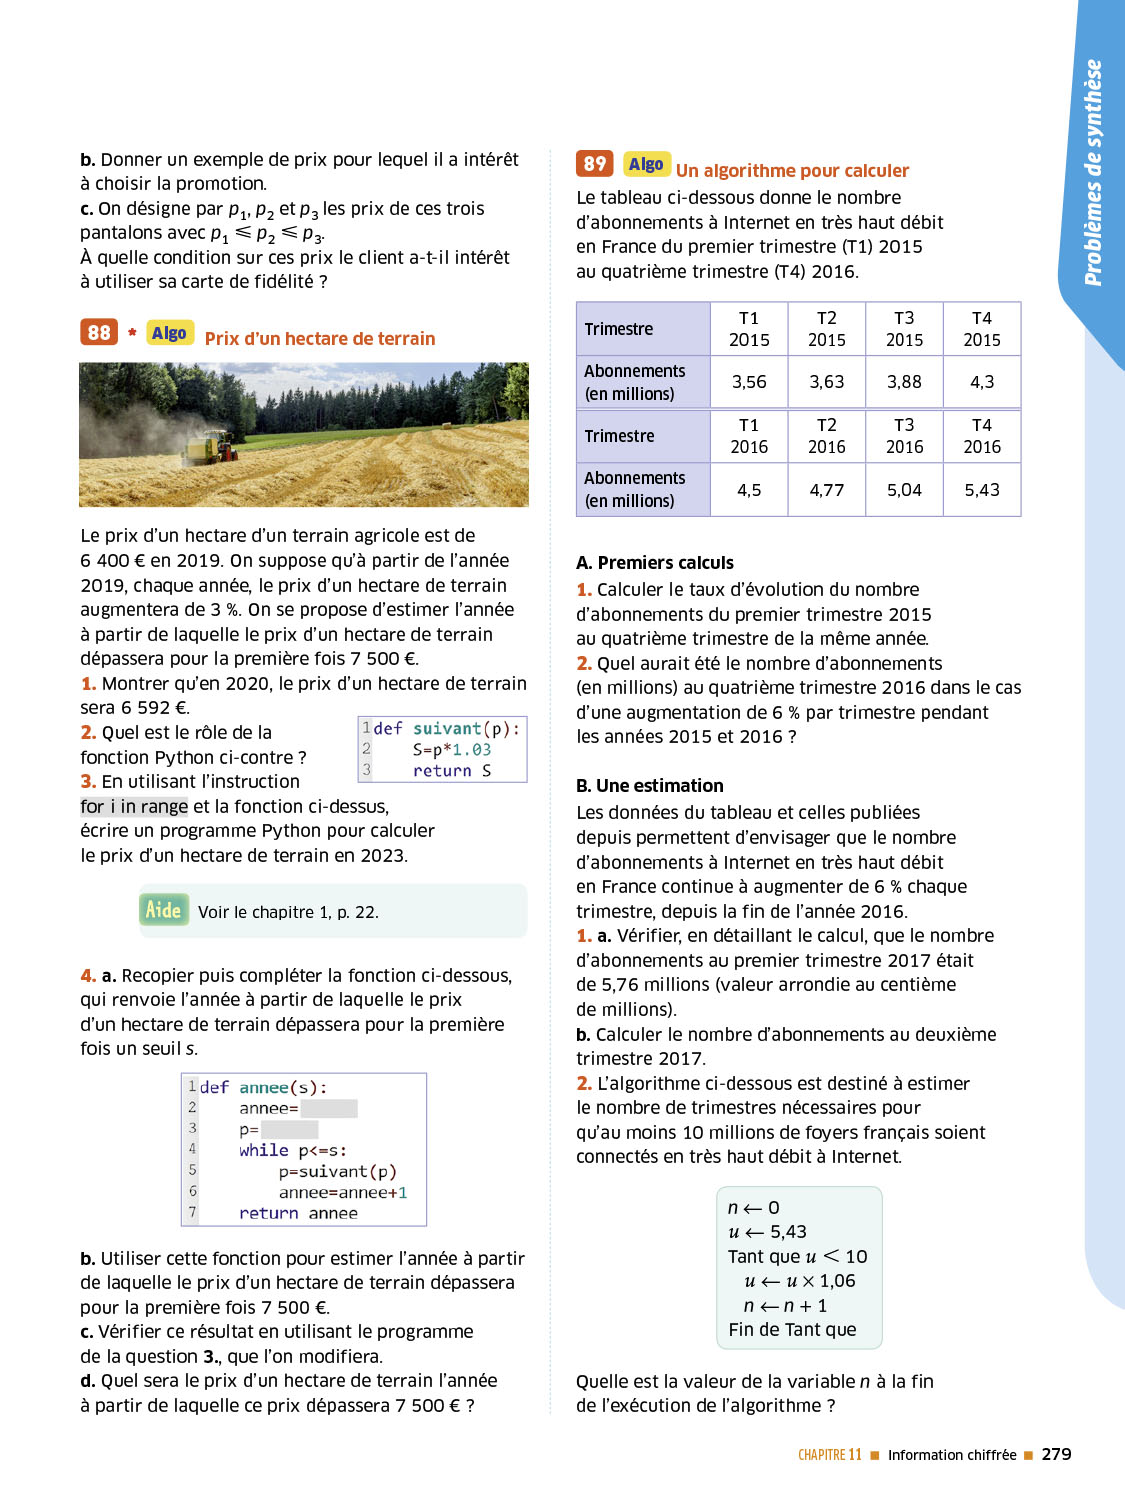 Problèmes de synthèse
b. Donner un exemple de prix pour lequel il a intérêt
à choisir la promotion.
c. On désigne par p1, p2 et p3 les prix de ces trois
pantalons avec p1 ⩽ p2 ⩽ p3.
À quelle condition sur ces prix le client a-t-il intérêt
à utiliser sa carte de fidélité ?
88 * Algo Prix d’un hectare de terrain
Le prix d’un hectare d’un terrain agricole est de
6 400 € en 2019. On suppose qu’à partir de l’année
2019, chaque année, le prix d’un hectare de terrain
augmentera de 3 %. On se propose d’estimer l’année
à partir de laquelle le prix d’un hectare de terrain
dépassera pour la première fois 7 500 €.
1. Montrer qu’en 2020, le prix d’un hectare de terrain
sera 6 592 €.
2. Quel est le rôle de la
fonction Python ci-contre ?
1 def suivant(p):
2 S=p*1.03
3 return S
3. En utilisant l’instruction
for i in range et la fonction ci-dessus,
écrire un programme Python pour calculer
le prix d’un hectare de terrain en 2023.
Aide Voir le chapitre 1, p. 22.
4. a. Recopier puis compléter la fonction ci-dessous,
qui renvoie l’année à partir de laquelle le prix
d’un hectare de terrain dépassera pour la première
fois un seuil s.
1 def annee(s):
2 annee=
3 p=
4 while p<=s:
5 p=suivant(p)
6 annee=annee+1
7 return annee
b. Utiliser cette fonction pour estimer l’année à partir
de laquelle le prix d’un hectare de terrain dépassera
pour la première fois 7 500 €.
c. Vérifier ce résultat en utilisant le programme
de la question 3., que l’on modifiera.
d. Quel sera le prix d’un hectare de terrain l’année
à partir de laquelle ce prix dépassera 7 500 € ?
89 Algo Un algorithme pour calculer
Le tableau ci-dessous donne le nombre
d’abonnements à Internet en très haut débit
en France du premier trimestre (T1) 2015
au quatrième trimestre (T4) 2016.
Trimestre T1 2015 T2 2015 T3 2015 T4 2015
Abonnements (en millions) 3,56 3,63 3,88 4,3
Trimestre T1 2016 T2 2016 T3 2016 T4 2016
Abonnements (en millions) 4,5 4,77 5,04 5,43
A. Premiers calculs
1. Calculer le taux d’évolution du nombre
d’abonnements du premier trimestre 2015
au quatrième trimestre de la même année.
2. Quel aurait été le nombre d’abonnements
(en millions) au quatrième trimestre 2016 dans le cas
d’une augmentation de 6 % par trimestre pendant
les années 2015 et 2016 ?
B. Une estimation
Les données du tableau et celles publiées
depuis permettent d’envisager que le nombre
d’abonnements à Internet en très haut débit
en France continue à augmenter de 6 % chaque
trimestre, depuis la fin de l’année 2016.
1. a. Vérifier, en détaillant le calcul, que le nombre
d’abonnements au premier trimestre 2017 était
de 5,76 millions (valeur arrondie au centième
de millions).
b. Calculer le nombre d’abonnements au deuxième
trimestre 2017.
2. L’algorithme ci-dessous est destiné à estimer
le nombre de trimestres nécessaires pour
qu’au moins 10 millions de foyers français soient
connectés en très haut débit à Internet.
n ← 0
u ← 5,43
Tant que u < 10
u ← u × 1,06
n ← n + 1
Fin de Tant que
Quelle est la valeur de la variable n à la fin
de l’exécution de l’algorithme ?
CHAPITRE 11 ■ Information chiffrée ■ 279